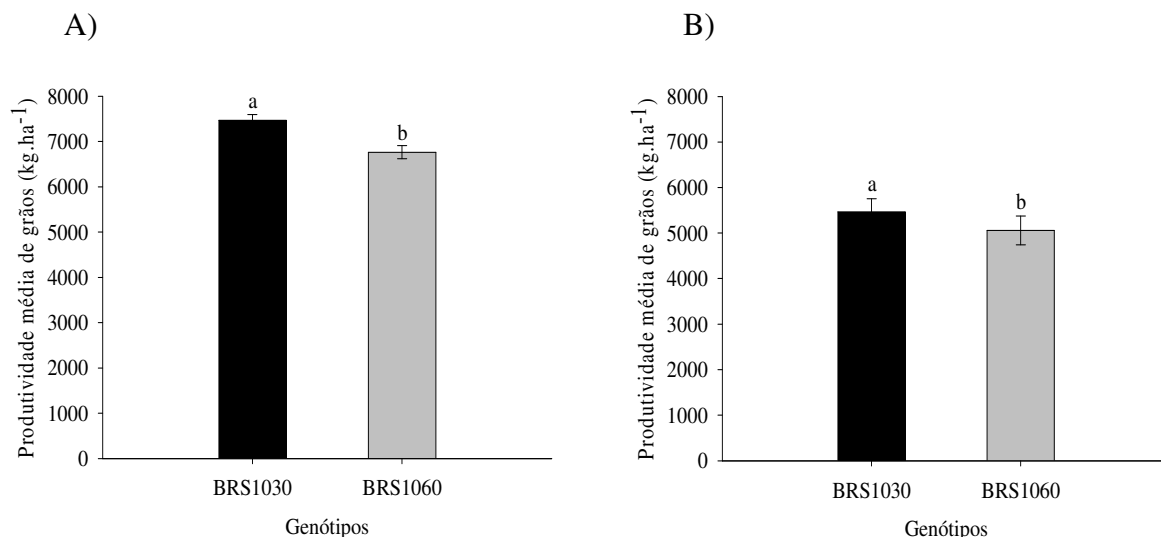 A)
Produtividade média de grãos (kg.ha-1)
8000
7000
6000
5000
4000
3000
2000
1000
0
a
b
BRS1030 BRS1060
Genótipos
B)
Produtividade média de grãos (kg.ha-1)
8000
7000
6000
5000
4000
3000
2000
1000
0
a
b
BRS1030 BRS1060
Genótipos